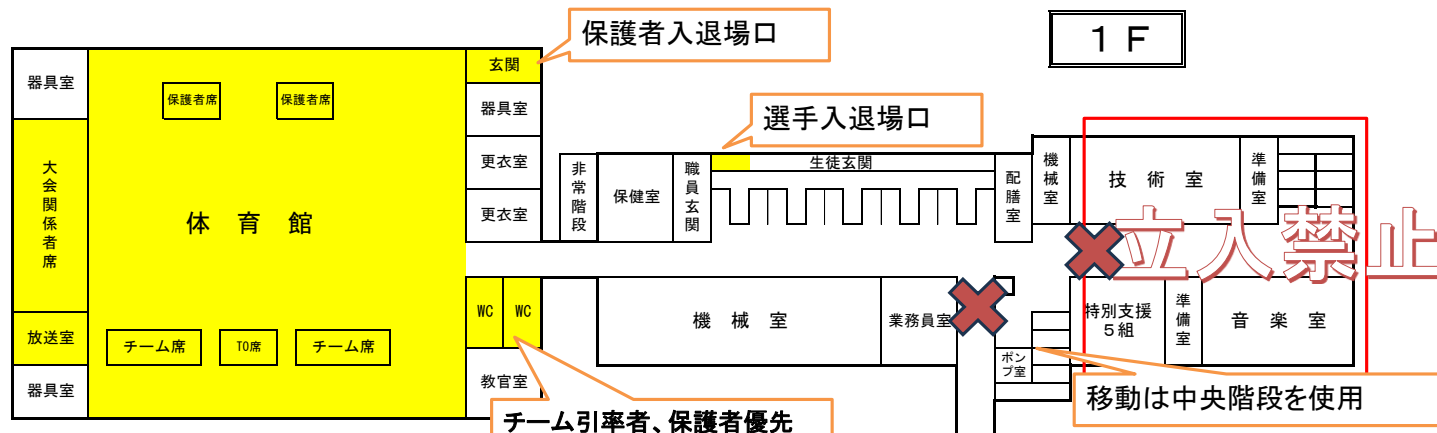 保護者入退場口
1 F
器具室
玄関
保護者席
保護者席
器具室
選手入退場口
大会関係者席
更衣室
非常階段
保健室
職員玄関
生徒玄関
配膳室
機械室
技 術 室
準備室
体 育 館
更衣室
立入禁止
WC
WC
機 械 室
業務員室
特別支援
5組
準備室
音 楽 室
放送室
チーム席
TO席
チーム席
ポンプ室
器具室
教官室
移動は中央階段を使用
チーム引率者、保護者優先